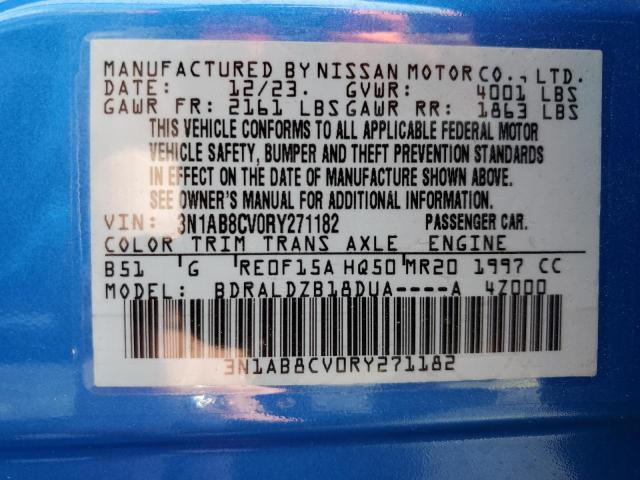 MANUFACTURED BY NISSAN MOTOR CO., LTD.
DATE: 12/23. GVWR: 4001 LBS
GAWR FR: 2161 LBS GAWR RR: 1863 LBS
THIS VEHICLE CONFORMS TO ALL APPLICABLE FEDERAL MOTOR
VEHICLE SAFETY, BUMPER AND THEFT PREVENTION STANDARDS
IN EFFECT ON THE DATE OF MANUFACTURE SHOWN ABOVE.
SEE OWNER'S MANUAL FOR ADDITIONAL INFORMATION.
VIN: 3N1AB8CV0RY271182 PASSENGER CAR.
COLOR TRIM TRANS AXLE ENGINE
B51 G RE0F15A HQ50 MR20 1997 CC
MODEL: BDRALDZB18DUA----A 4Z000
3N1AB8CV0RY271182